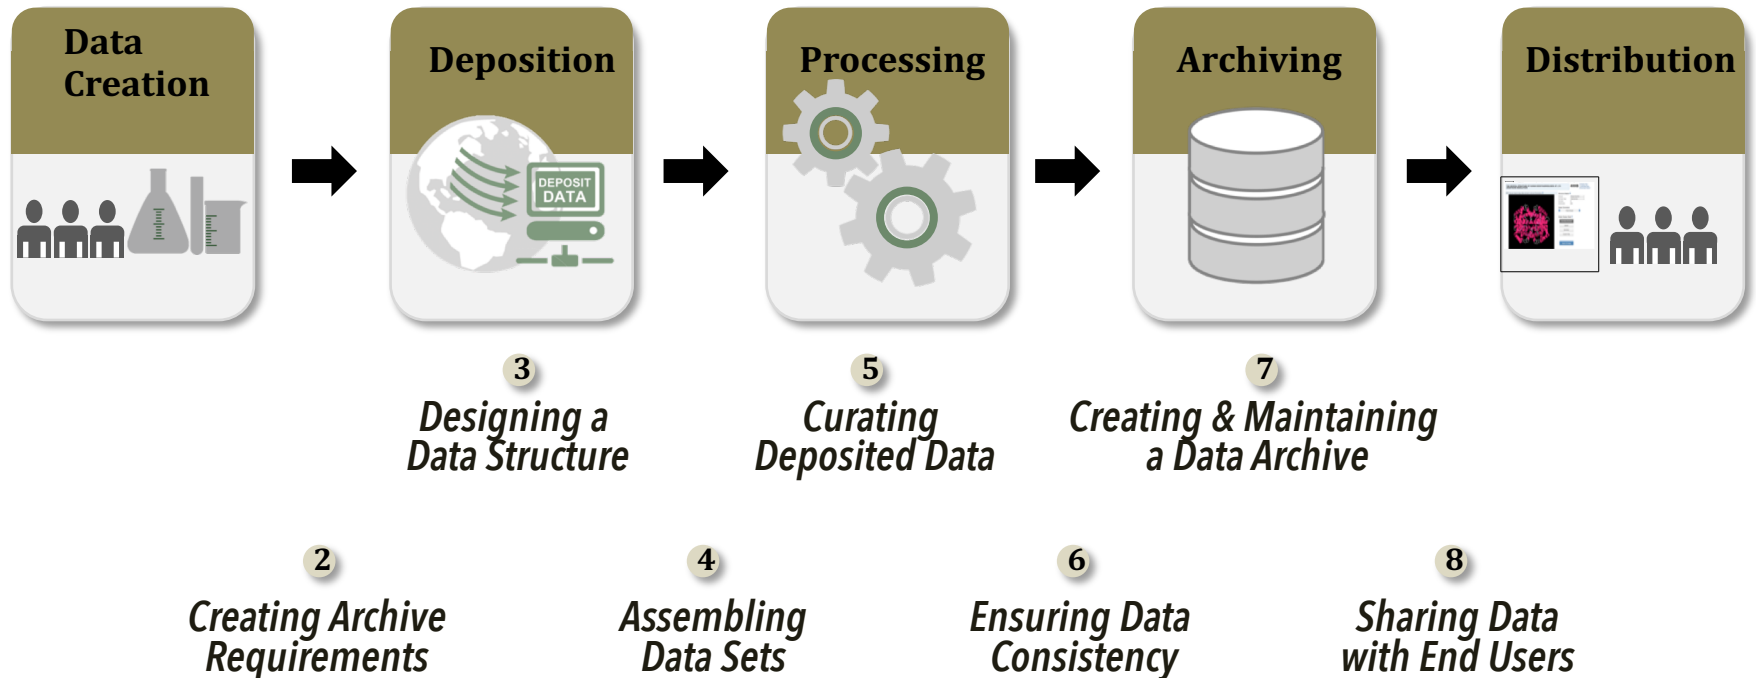 Data
Creation
Deposition
Processing
Archiving
Distribution
DEPOSIT
DATA
3
Designing a
Data Structure
5
Curating
Deposited Data
7
Creating & Maintaining
a Data Archive
2
Creating Archive
Requirements
4
Assembling
Data Sets
6
Ensuring Data
Consistency
8
Sharing Data
with End Users